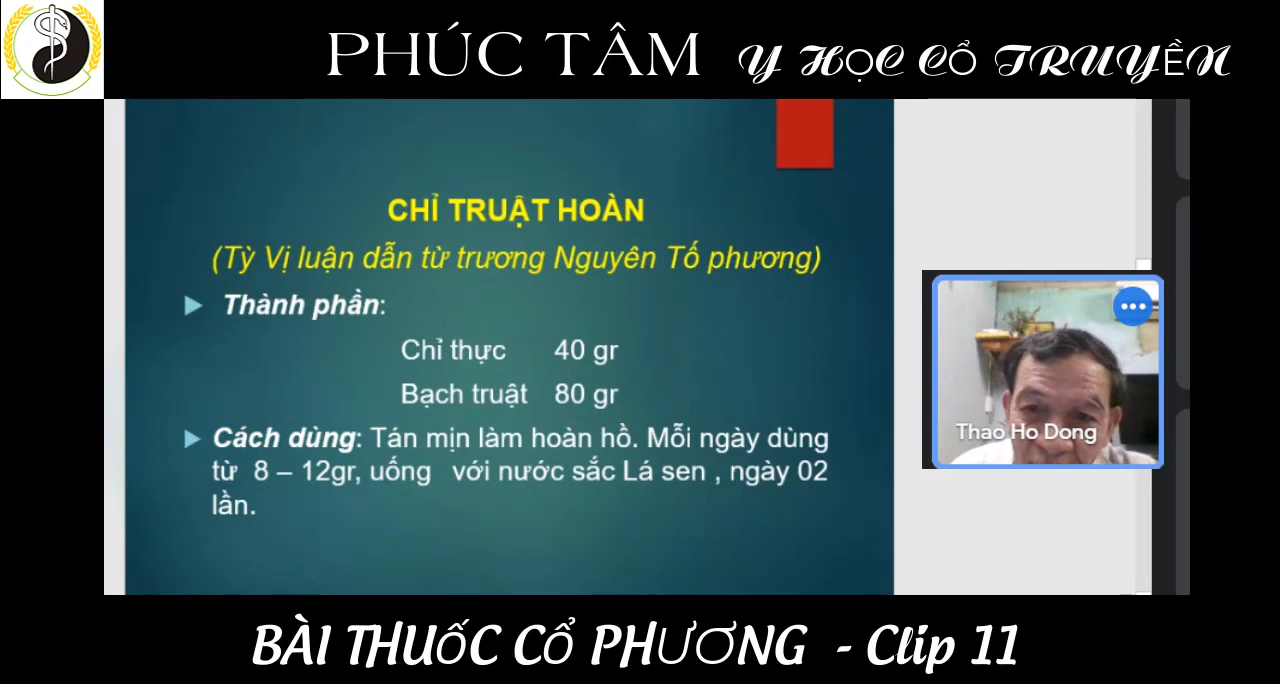 PHÚC TÂM Y HỌC CỔ TRUYỀN
CHỈ TRUẬT HOÀN
(Tỳ Vị luận dẫn từ trương Nguyên Tố phương)
Thành phần:
Chỉ thực 40 gr
Bạch truật 80 gr
Cách dùng: Tán mịn làm hoàn hồ. Mỗi ngày dùng
từ 8 – 12gr, uống với nước sắc Lá sen , ngày 02
lần.
Thao Ho Dong
BÀI THUỐC CỔ PHƯƠNG - Clip 11